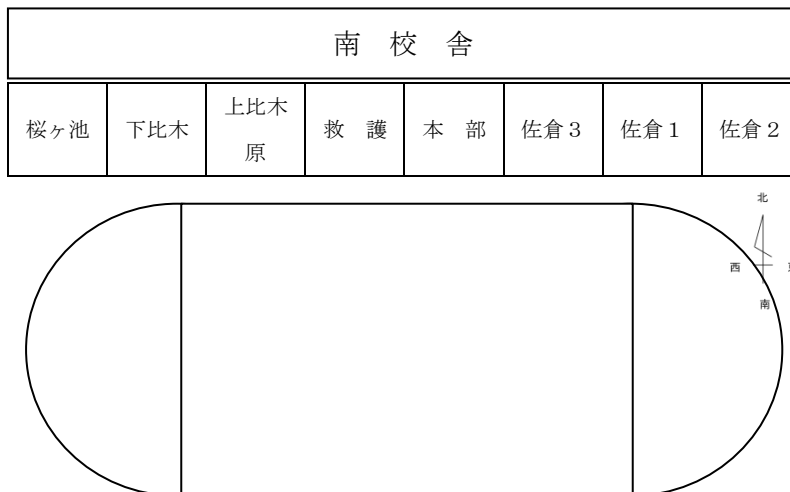 南 校 舎
桜ヶ池
下比木
上比木
原
救 護
本 部
佐倉３
佐倉１
佐倉２
北
西
南